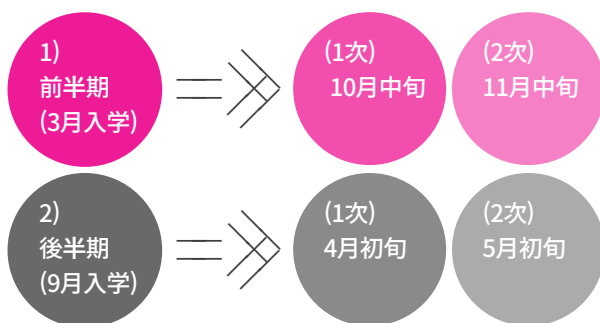 1)
前半期
(3月入学)
(1次)
10月中旬
(2次)
11月中旬
2)
後半期
(9月入学)
(1次)
4月初旬
(2次)
5月初旬